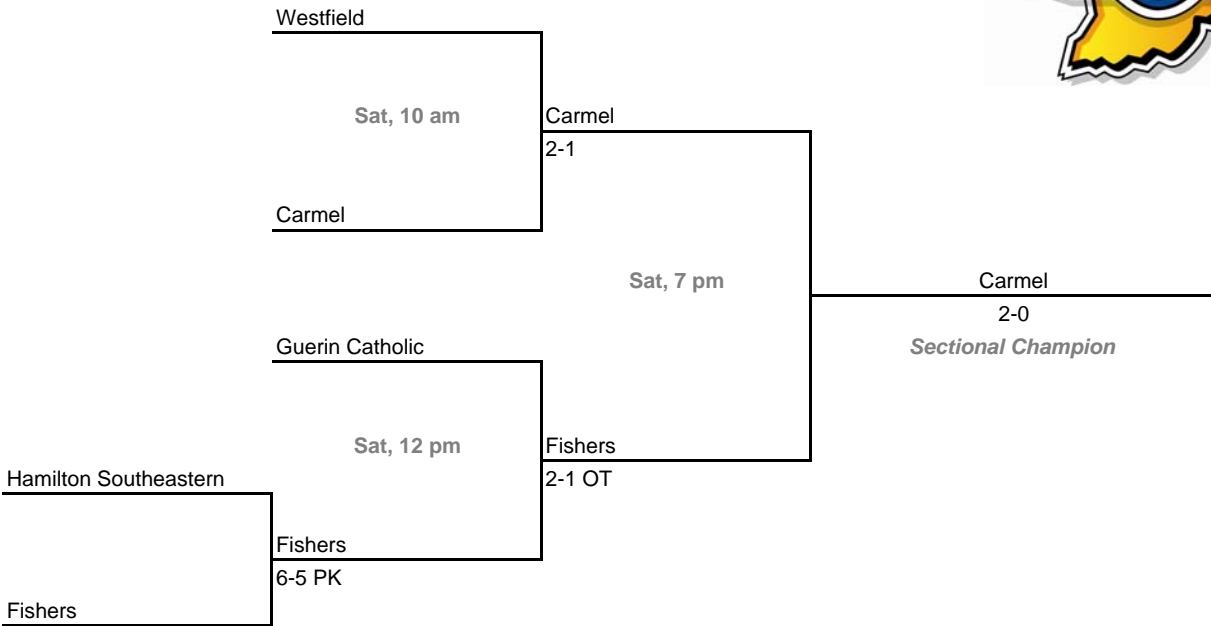 Westfield
Sat, 10 am
Carmel
2-1
Carmel
Sat, 7 pm
Carmel
2-0
Sectional Champion
Guerin Catholic
Sat, 12 pm
Fishers
2-1 OT
Hamilton Southeastern
Fishers
6-5 PK
Fishers